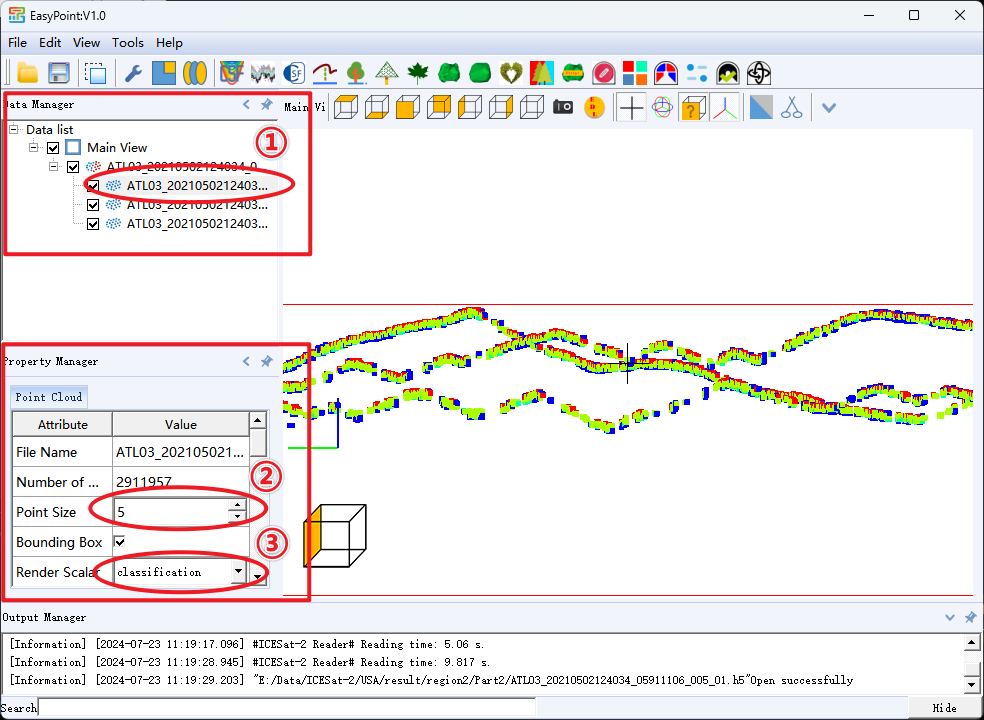 EasyPoint:V1.0
File Edit View Tools Help
SF
Data Manager
Main Vi
?
Data list
①
Main View
ATL03_20210502124034_0
ATL03_2021050212403...
ATL03_2021050212403...
ATL03_2021050212403...
Property Manager
Point Cloud
Attribute Value
File Name ATL03_202105021...
②
Number of ... 2911957
Point Size 5
③
Bounding Box
Render Scalar classification
Output Manager
[Information] [2024-07-23 11:19:17.096] #ICESat-2 Reader# Reading time: 5.06 s.
[Information] [2024-07-23 11:19:28.945] #ICESat-2 Reader# Reading time: 9.817 s.
[Information] [2024-07-23 11:19:29.203] "E:/Data/ICESat-2/USA/result/region2/Part2/ATL03_20210502124034_05911106_005_01.h5"Open successfully
Search Hide